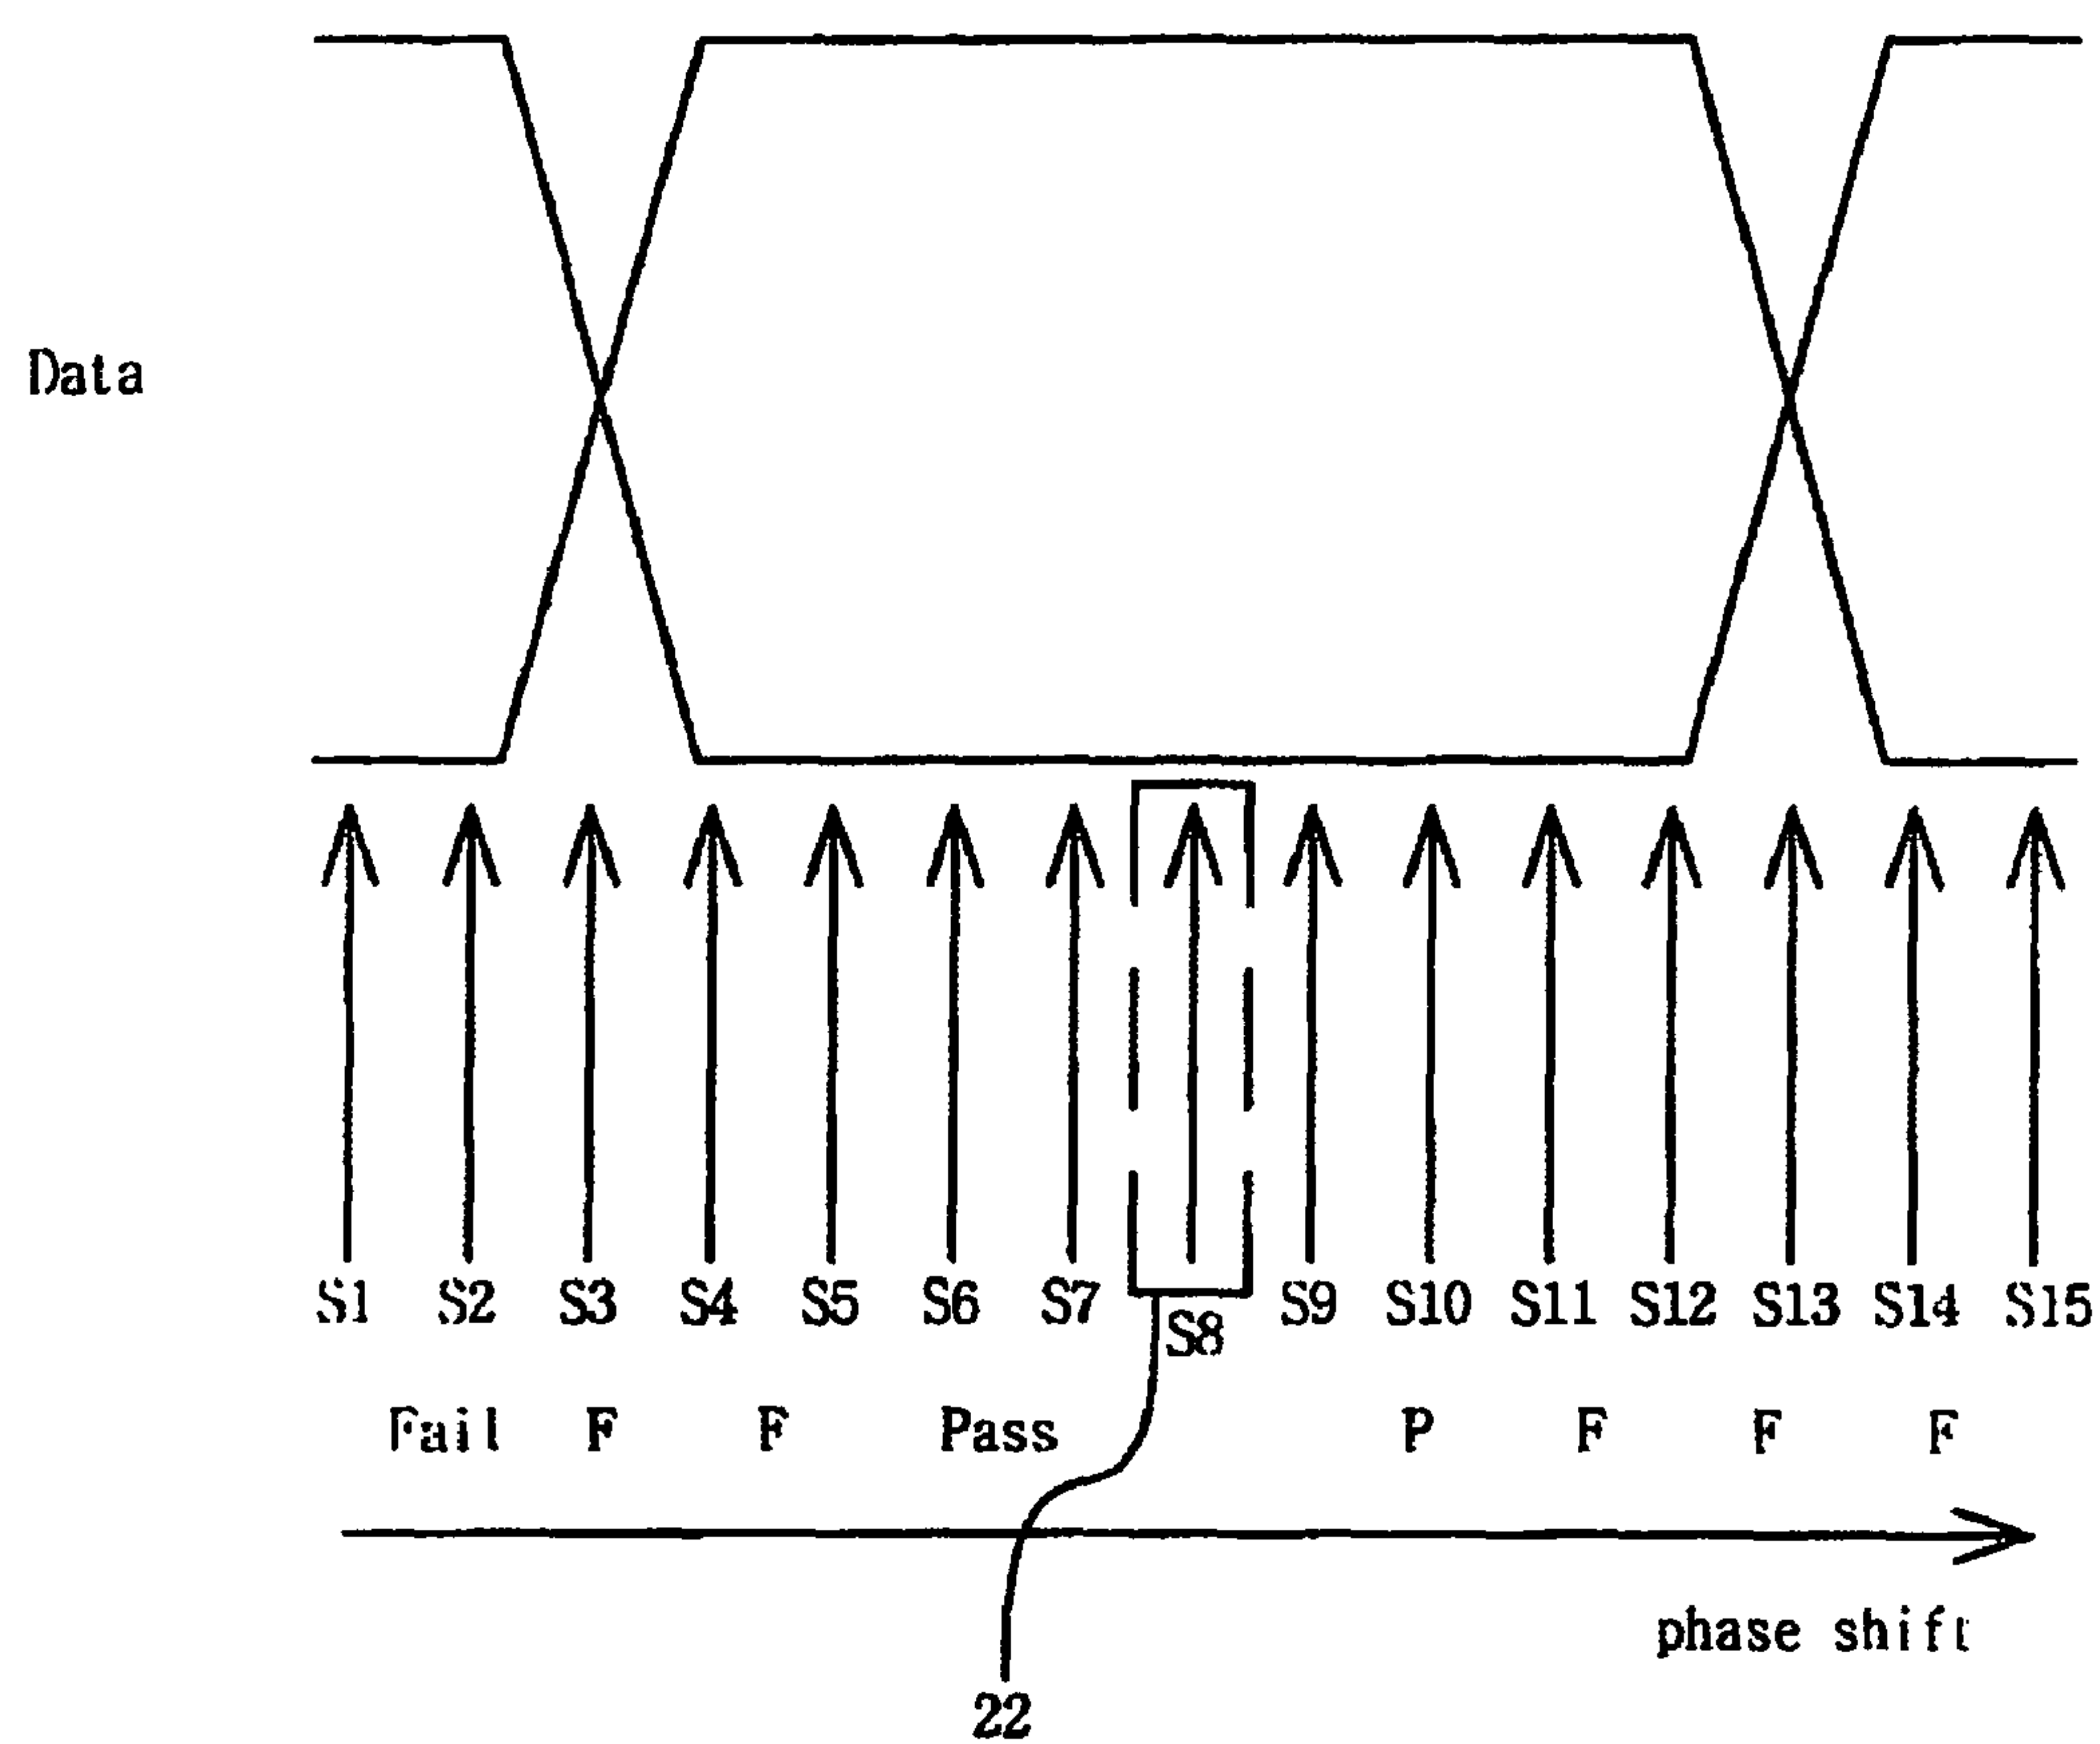 Data
S1 S2 S3 S4 S5 S6 S7 S8 S9 S10 S11 S12 S13 S14 S15
Fail F F Pass P F F F
phase shift
22